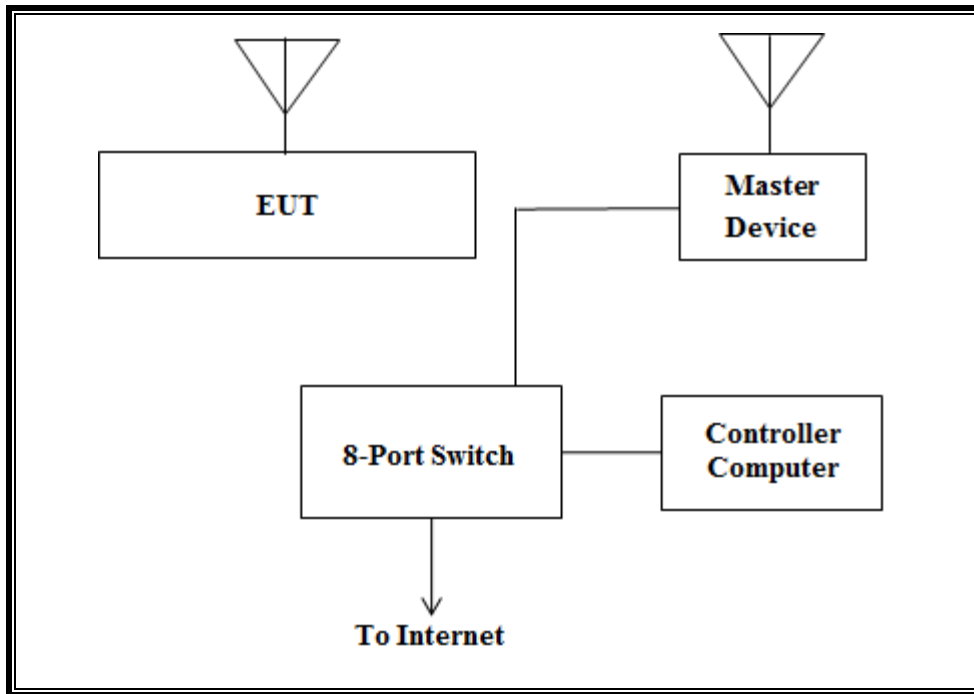 EUT
Master
Device
8-Port Switch
Controller
Computer
To Internet